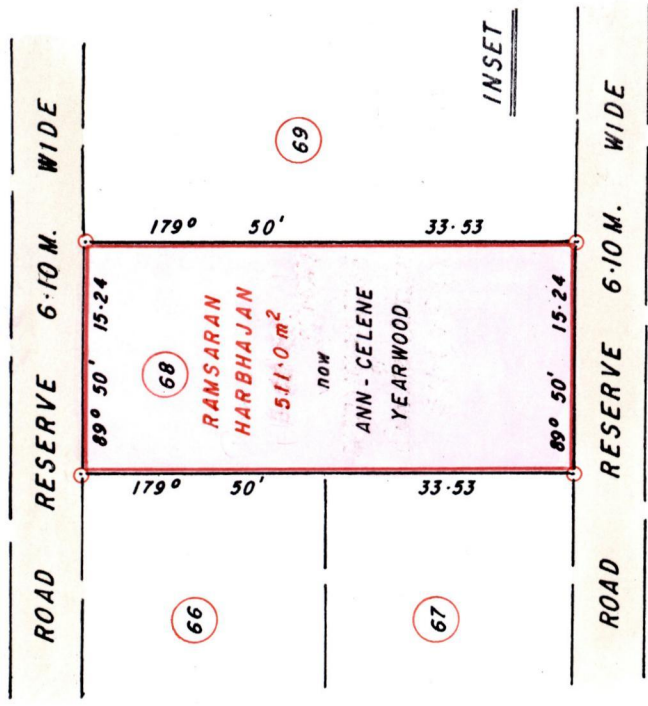 ROAD RESERVE 6·10 M. WIDE
89° 50' 15·24
179° 50' 33·53
68
RAMSARAN
HARBHAJAN
511·0 m²
now
ANN - CELENE
YEARWOOD
179° 50' 33·53
89° 50' 15·24
66
67
69
INSET
ROAD RESERVE 6·10 M. WIDE